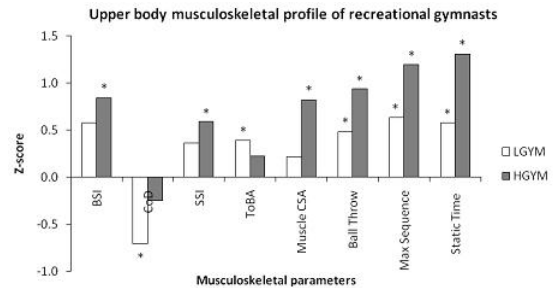 Upper body musculoskeletal profile of recreational gymnasts
Z-score
1.5
1.0
0.5
0.0
-0.5
-1.0
*
*
*
*
*
*
*
*
*
*
*
*
BSI
CoD
SSI
ToBA
Muscle CSA
Ball Throw
Max Sequence
Static Time
LGYM
HGYM
Musculoskeletal parameters